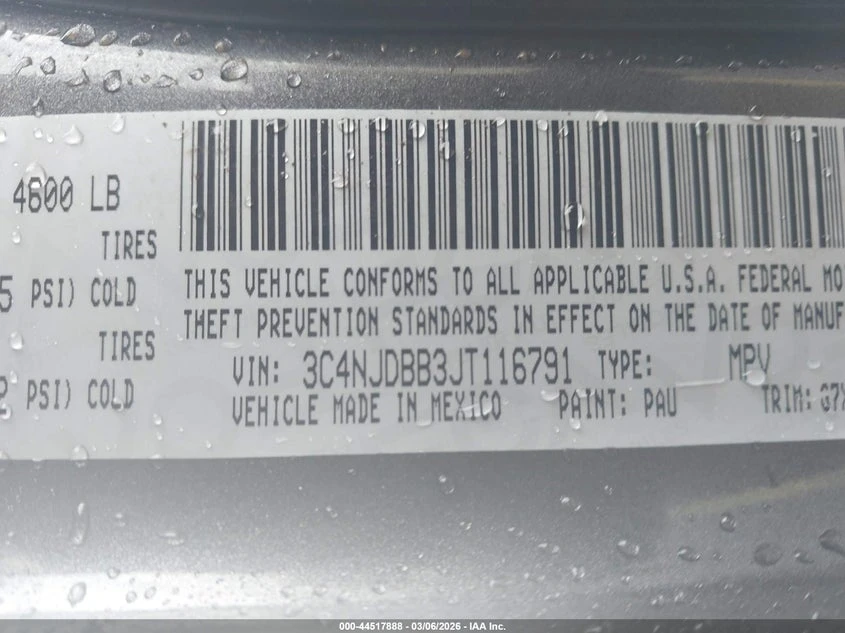 4600 LB
TIRES
5 PSI) COLD
TIRES
PSI) COLD
THIS VEHICLE CONFORMS TO ALL APPLICABLE U.S.A. FEDERAL MO
THEFT PREVENTION STANDARDS IN EFFECT ON THE DATE OF MANUF
VIN: 3C4NJDBB3JT116791 TYPE: MPV
VEHICLE MADE IN MEXICO PAINT: PAU TRIM:
000-44517888 - 03/06/2026 - IAA Inc.